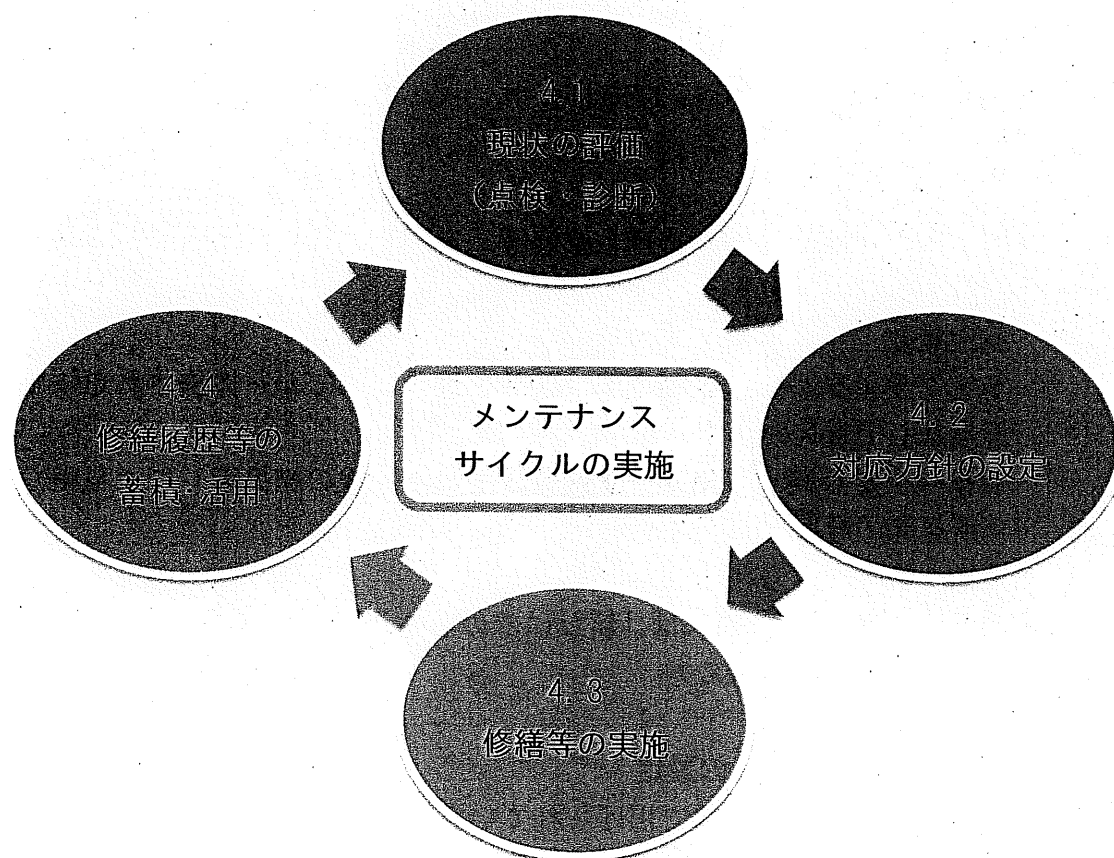 4.1
現状の評価
(点検・診断)
4.4
修繕履歴等の
蓄積・活用
メンテナンス
サイクルの実施
4.2
対応方針の設定
4.3
修繕等の実施